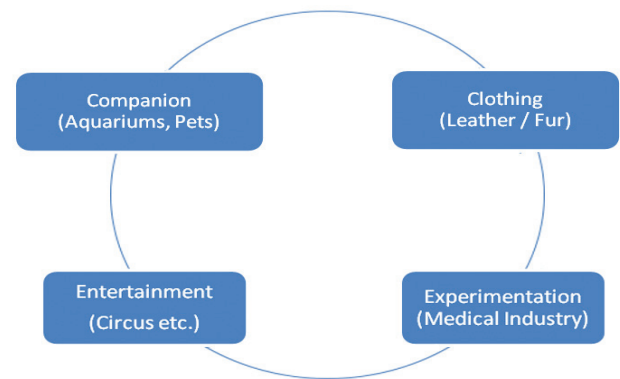 Companion
(Aquariums, Pets)
Clothing
(Leather / Fur)
Entertainment
(Circus etc.)
Experimentation
(Medical Industry)